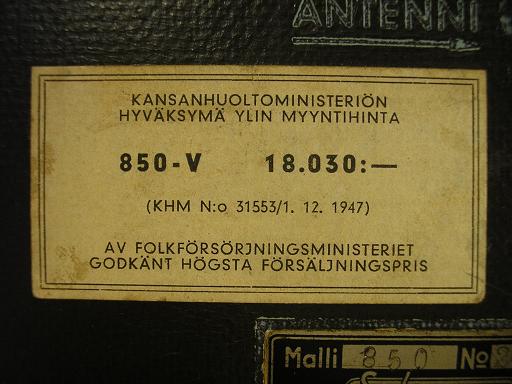 ANTENNI
KANSANHUOLTOMINISTERIÖN
HYVÄKSYMÄ YLIN MYYNTIHINTA
850-V 18.030:—
(KHM N:o 31553/1. 12. 1947)
AV FOLKFÖRSÖRJNINGSMINISTERIET
GODKÄNT HÖGSTA FÖRSÄLJNINGSPRIS
Malli 850 No